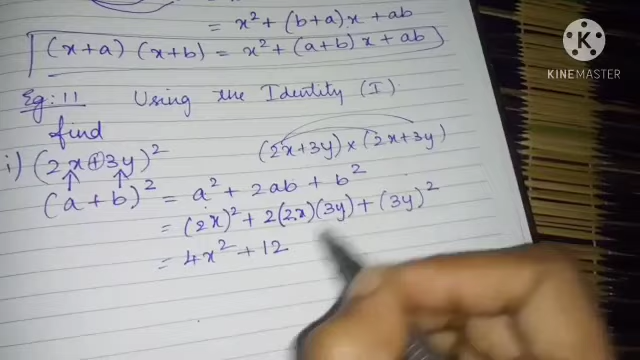 = x² + (b+a)x + ab
(x+a) (x+b) = x² + (a+b) x + ab
Eg:11 Using the Identity (I)
find
i) (2x+3y)² (2x+3y) x (2x+3y)
(a+b)² = a² + 2ab + b²
= (2x)² + 2(2x)(3y) + (3y)²
= 4x² + 12
KINEMASTER